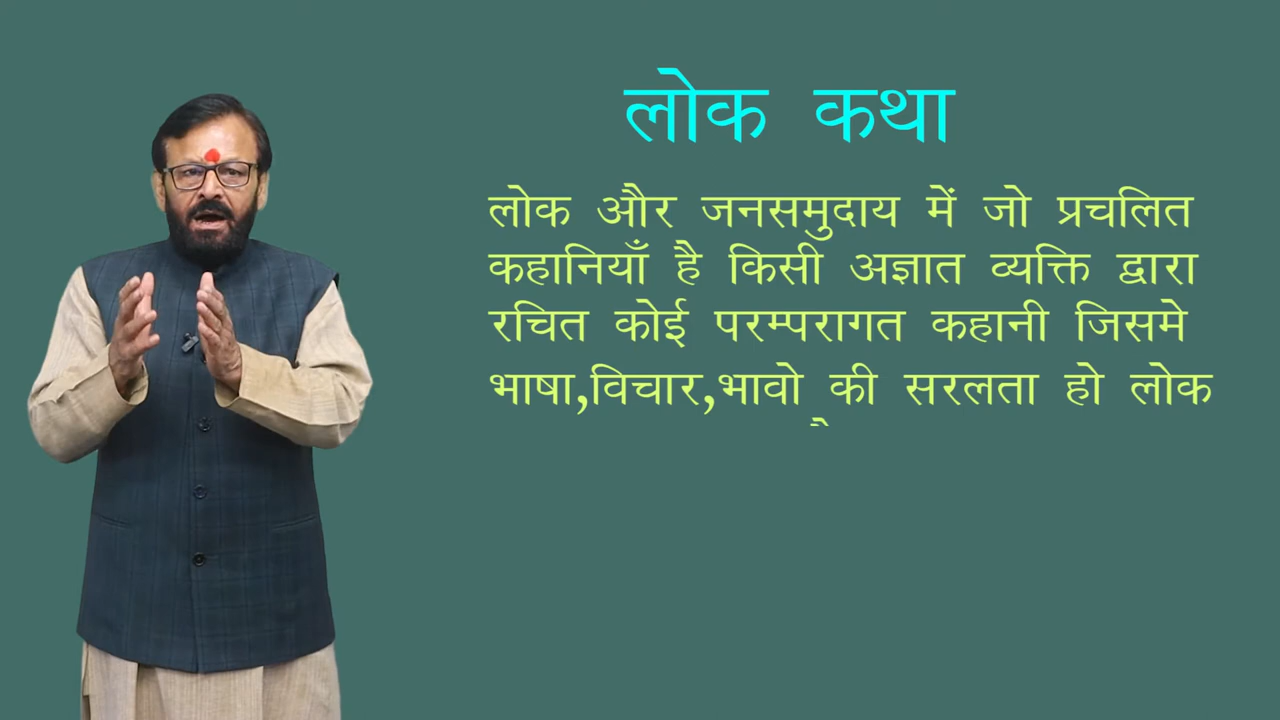 लोक कथा
लोक और जनसमुदाय में जो प्रचलित
कहानियाँ है किसी अज्ञात व्यक्ति द्वारा
रचित कोई परम्परागत कहानी जिसमे
भाषा,विचार,भावो की सरलता हो लोक